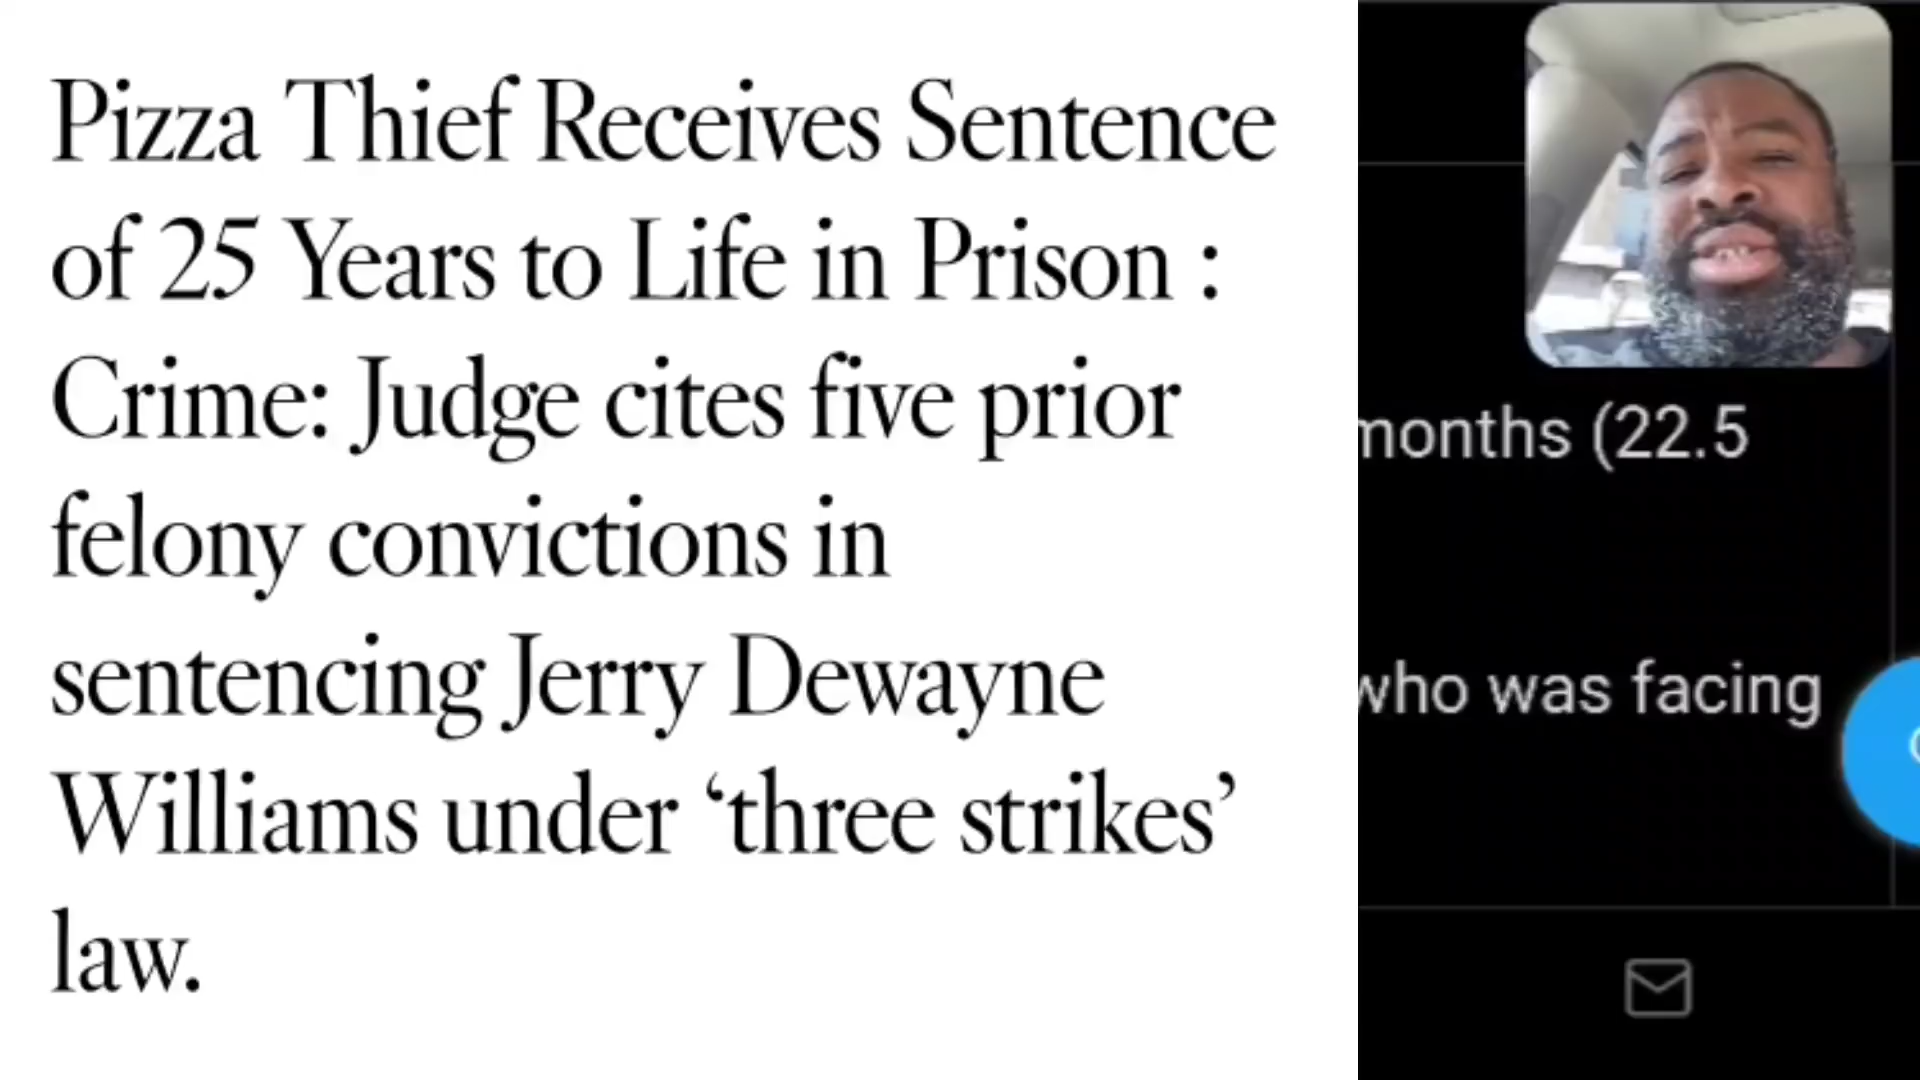 Pizza Thief Receives Sentence
of 25 Years to Life in Prison :
Crime: Judge cites five prior
felony convictions in
sentencing Jerry Dewayne
Williams under ‘three strikes’
law.
months (22.5
who was facing